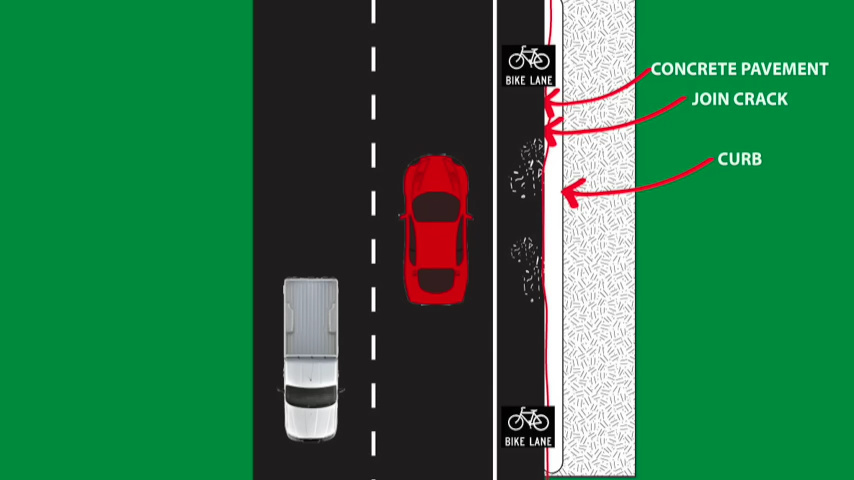 BIKE LANE
CONCRETE PAVEMENT
JOIN CRACK
CURB
BIKE LANE